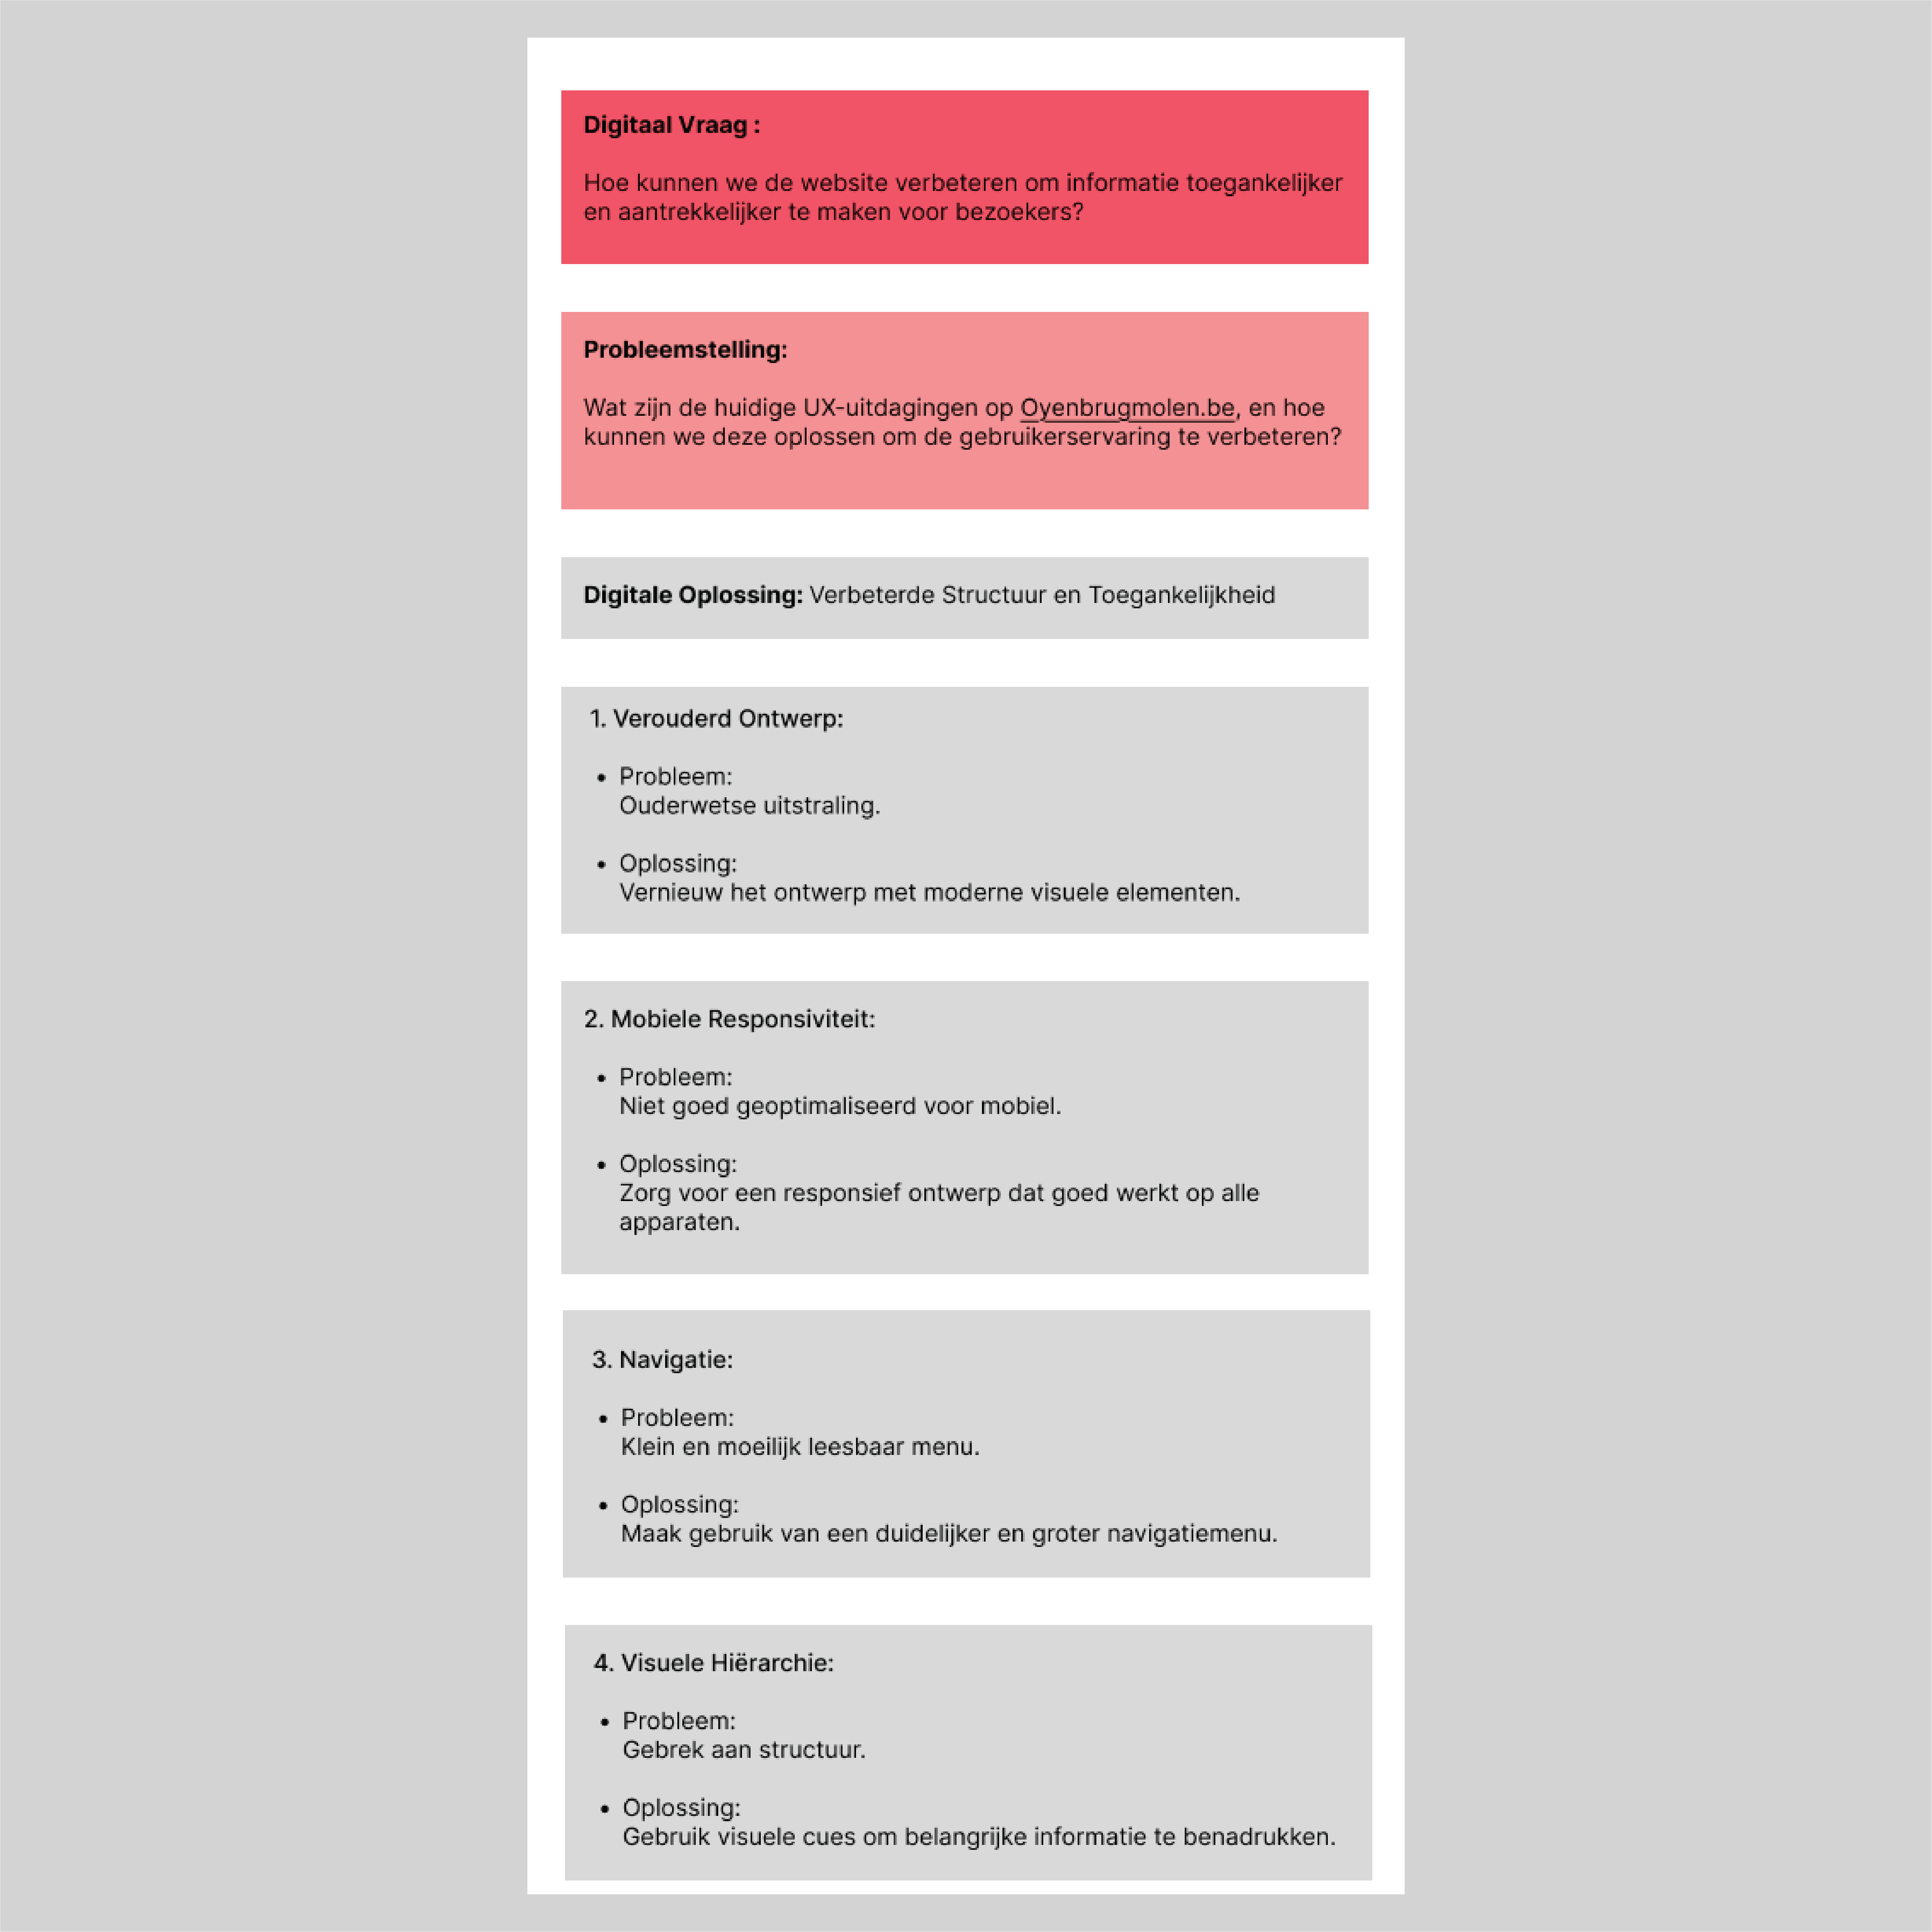 Digitaal Vraag :
Hoe kunnen we de website verbeteren om informatie toegankelijker
en aantrekkelijker te maken voor bezoekers?
Probleemstelling:
Wat zijn de huidige UX-uitdagingen op Oyenbrugmolen.be, en hoe
kunnen we deze oplossen om de gebruikerservaring te verbeteren?
Digitale Oplossing: Verbeterde Structuur en Toegankelijkheid
1. Verouderd Ontwerp:
• Probleem:
Ouderwetse uitstraling.
• Oplossing:
Vernieuw het ontwerp met moderne visuele elementen.
2. Mobiele Responsiviteit:
• Probleem:
Niet goed geoptimaliseerd voor mobiel.
• Oplossing:
Zorg voor een responsief ontwerp dat goed werkt op alle
apparaten.
3. Navigatie:
• Probleem:
Klein en moeilijk leesbaar menu.
• Oplossing:
Maak gebruik van een duidelijker en groter navigatiemenu.
4. Visuele Hiërarchie:
• Probleem:
Gebrek aan structuur.
• Oplossing:
Gebruik visuele cues om belangrijke informatie te benadrukken.